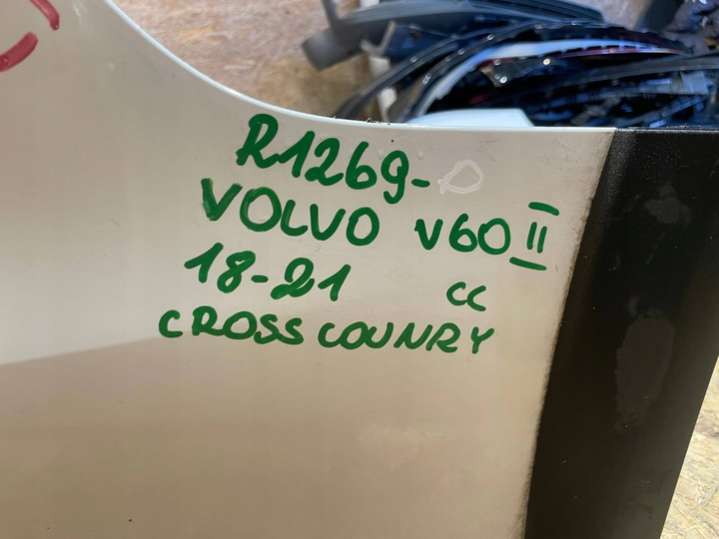 R1269-D
VOLVO V60 II
18-21 CC
CROSS COUNRY